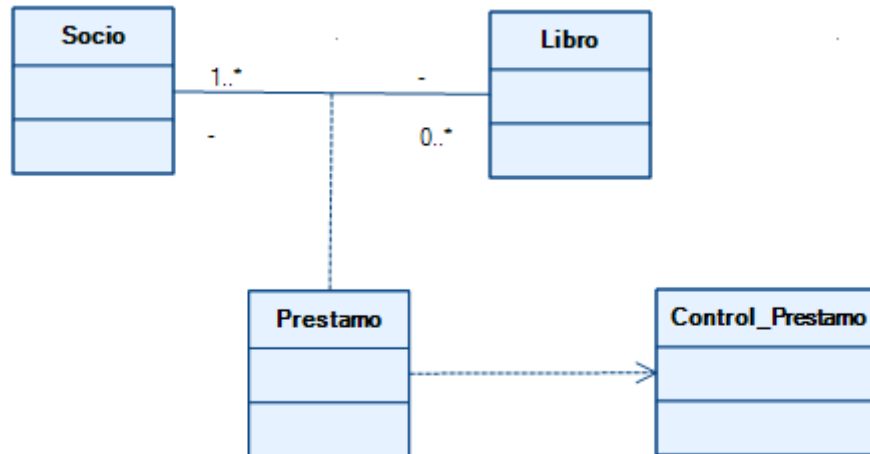 Socio
Libro
1..*
-
-
0..*
Prestamo
Control_Prestamo